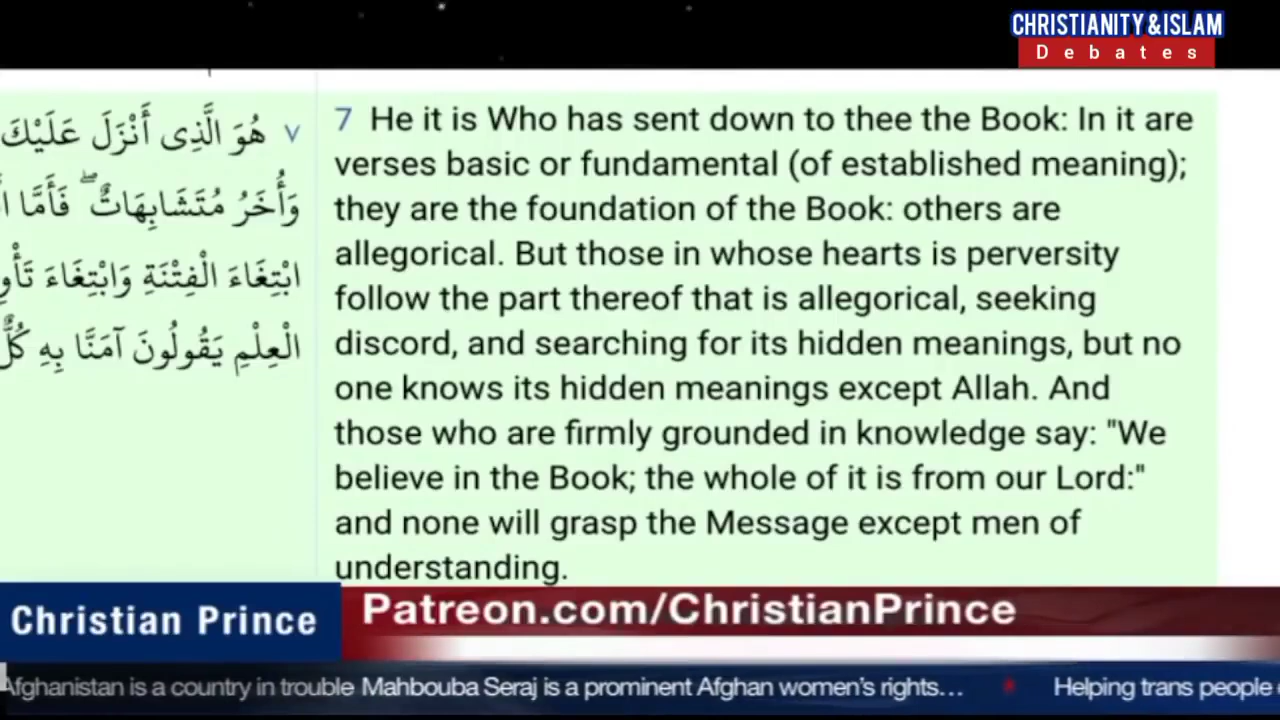 CHRISTIANITY & ISLAM
Debates
٧ هُوَ الَّذِى أَنْزَلَ عَلَيْكَ
وَأُخَرُ مُتَشَابِهَاتٌ ۖ فَأَمَّا
ابْتِغَاءَ الْفِتْنَةِ وَابْتِغَاءَ
الْعِلْمِ يَقُولُونَ آمَنَّا بِهِ كُلٌّ
7 He it is Who has sent down to thee the Book: In it are
verses basic or fundamental (of established meaning);
they are the foundation of the Book: others are
allegorical. But those in whose hearts is perversity
follow the part thereof that is allegorical, seeking
discord, and searching for its hidden meanings, but no
one knows its hidden meanings except Allah. And
those who are firmly grounded in knowledge say: "We
believe in the Book; the whole of it is from our Lord:"
and none will grasp the Message except men of
understanding.
Christian Prince
Patreon.com/ChristianPrince
Afghanistan is a country in trouble Mahbouba Seraj is a prominent Afghan women's rights... Helping trans people